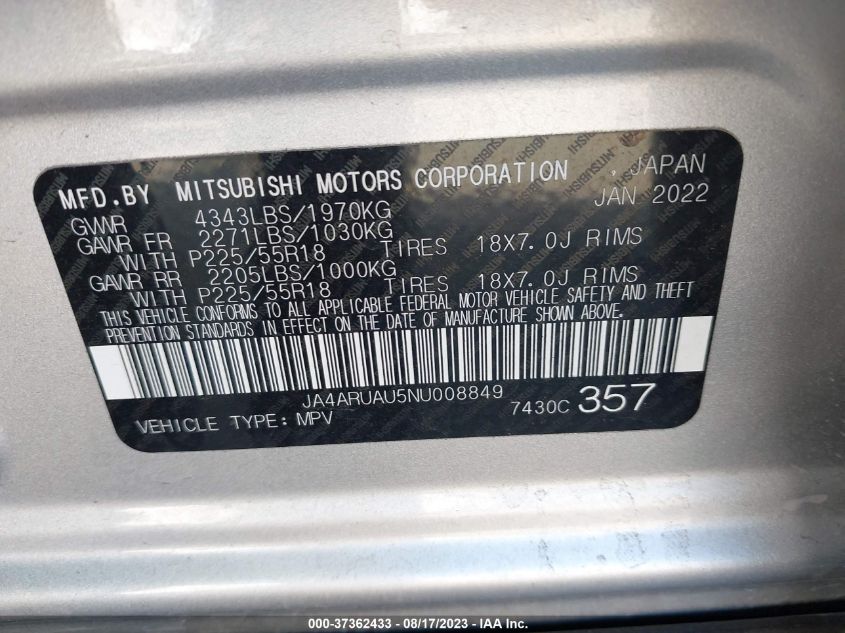 MFD.BY MITSUBISHI MOTORS CORPORATION , JAPAN
JAN 2022
GVWR 4343LBS/1970KG
GAWR FR 2271LBS/1030KG
WITH P225/55R18 TIRES 18X7.0J RIMS
GAWR RR 2205LBS/1000KG
WITH P225/55R18 TIRES 18X7.0J RIMS
THIS VEHICLE CONFORMS TO ALL APPLICABLE FEDERAL MOTOR VEHICLE SAFETY AND THEFT
PREVENTION STANDARDS IN EFFECT ON THE DATE OF MANUFACTURE SHOWN ABOVE.
JA4ARUAU5NU008849
VEHICLE TYPE: MPV 7430C 357
000-37362433 - 08/17/2023 - Copyright © IAA, Inc.